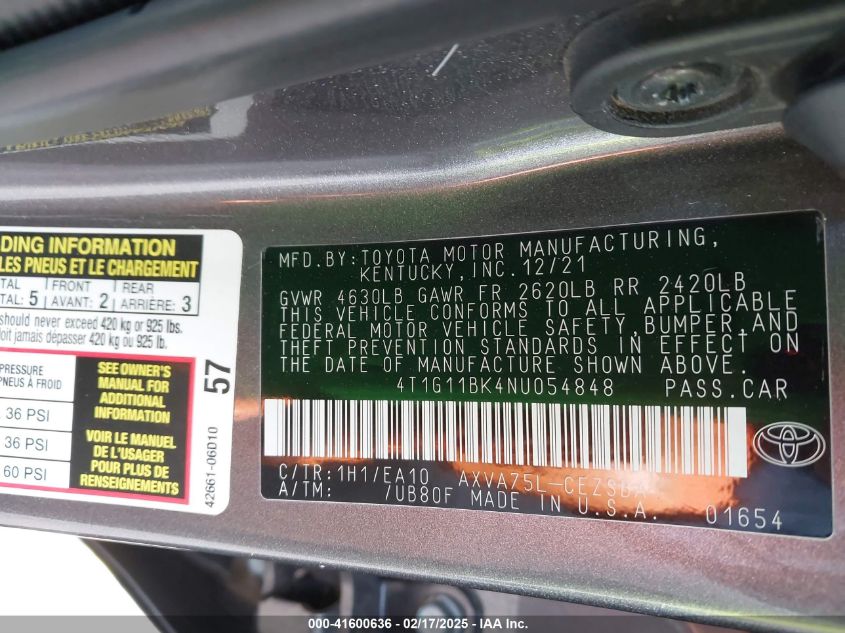 DING INFORMATION
LES PNEUS ET LE CHARGEMENT
TAL FRONT REAR
TAL: 5 AVANT: 2 ARRIÈRE: 3
should never exceed 420 kg or 925 lbs.
doit jamais dépasser 420 kg ou 925 lb.
PRESSURE
PNEUS À FROID
36 PSI
36 PSI
60 PSI
SEE OWNER'S
MANUAL FOR
ADDITIONAL
INFORMATION
VOIR LE MANUEL
DE L'USAGER
POUR PLUS DE
RENSEIGNEMENTS
57
42661-06D10
MFD.BY:TOYOTA MOTOR MANUFACTURING,
KENTUCKY,INC.12/21
GVWR 4630LB GAWR FR 2620LB RR 2420LB
THIS VEHICLE CONFORMS TO ALL APPLICABLE
FEDERAL MOTOR VEHICLE SAFETY,BUMPER,AND
THEFT PREVENTION STANDARDS IN EFFECT ON
THE DATE OF MANUFACTURE SHOWN ABOVE.
4T1G11BK4NU054848 PASS.CAR
C/TR:1H1/EA10 AXVA75L-CEZSBA
A/TM: /UB80F MADE IN U.S.A. 01654
000-41600636 - 02/17/2025 - IAA Inc.